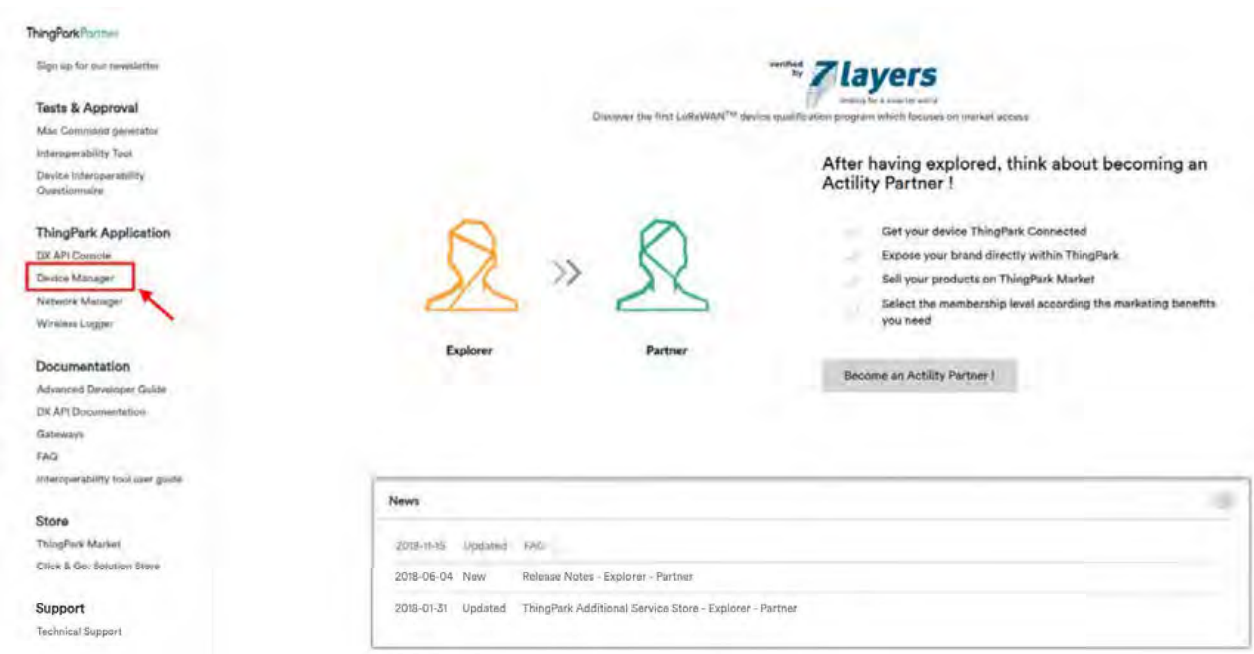 ThingPark Partner
Sign up for our newsletter
Tests & Approval
Mac Command generator
Interoperability Tool
Device Interoperability
Questionnaire
ThingPark Application
DX API Console
Device Manager
Network Manager
Wireless Logger
Documentation
Advanced Developer Guide
DX API Documentation
Gateways
FAQ
Interoperability tool user guide
Store
ThingPark Market
Click & Go: Solution Store
Support
Technical Support
verified
by
7layers
Discover the first LoRaWAN™ device qualification program which focuses on market access
After having explored, think about becoming an
Actility Partner !
Get your device ThingPark Connected
Expose your brand directly within ThingPark
Sell your products on ThingPark Market
Select the membership level according the marketing benefits
you need
Explorer
Partner
Become an Actility Partner !
News
2018-11-15 Updated FAQ
2018-06-04 New Release Notes - Explorer - Partner
2018-01-31 Updated ThingPark Additional Service Store - Explorer - Partner